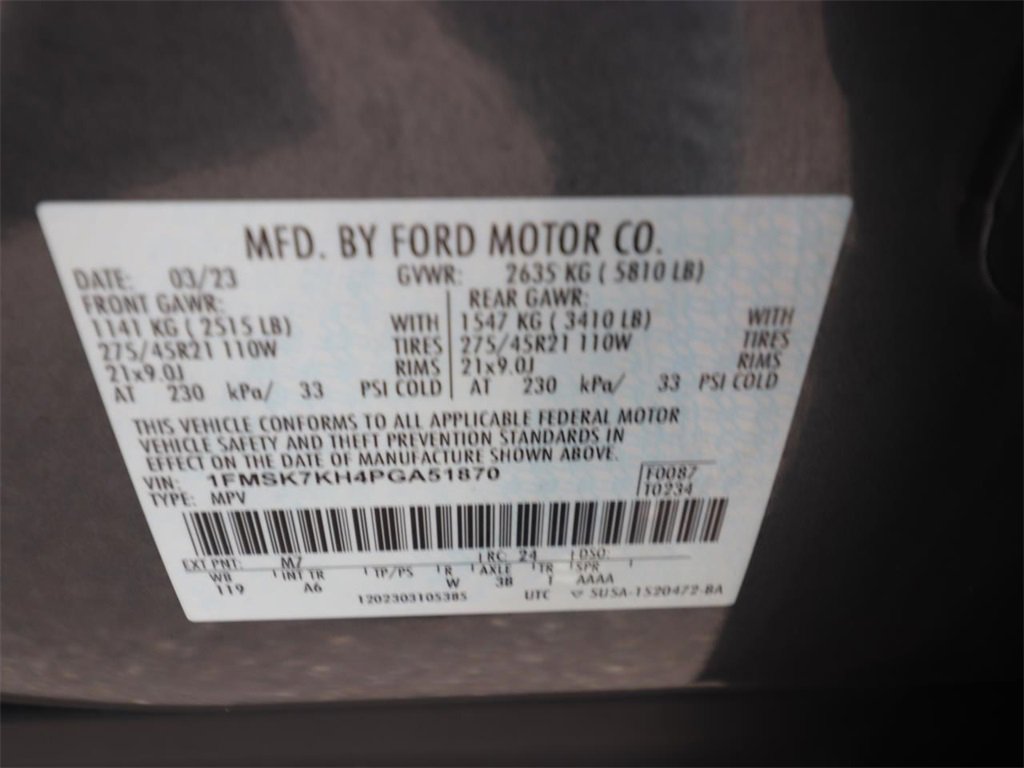 MFD. BY FORD MOTOR CO.
DATE: 03/23 GVWR: 2635 KG ( 5810 LB)
FRONT GAWR: REAR GAWR:
1141 KG ( 2515 LB) WITH 1547 KG ( 3410 LB) WITH
275/45R21 110W TIRES 275/45R21 110W TIRES
21x9.0J RIMS 21x9.0J RIMS
AT 230 kPa/ 33 PSI COLD AT 230 kPa/ 33 PSI COLD
THIS VEHICLE CONFORMS TO ALL APPLICABLE FEDERAL MOTOR
VEHICLE SAFETY AND THEFT PREVENTION STANDARDS IN
EFFECT ON THE DATE OF MANUFACTURE SHOWN ABOVE.
VIN: 1FMSK7KH4PGA51870 F0087
TYPE: MPV T0234
EXT PNT: M7 RC 24 DSO:
WB INT TR TP/PS R AXLE TR SPR
119 A6 W 3B 1 AAAA
1202303105385 UTC SU5A-1520472-BA